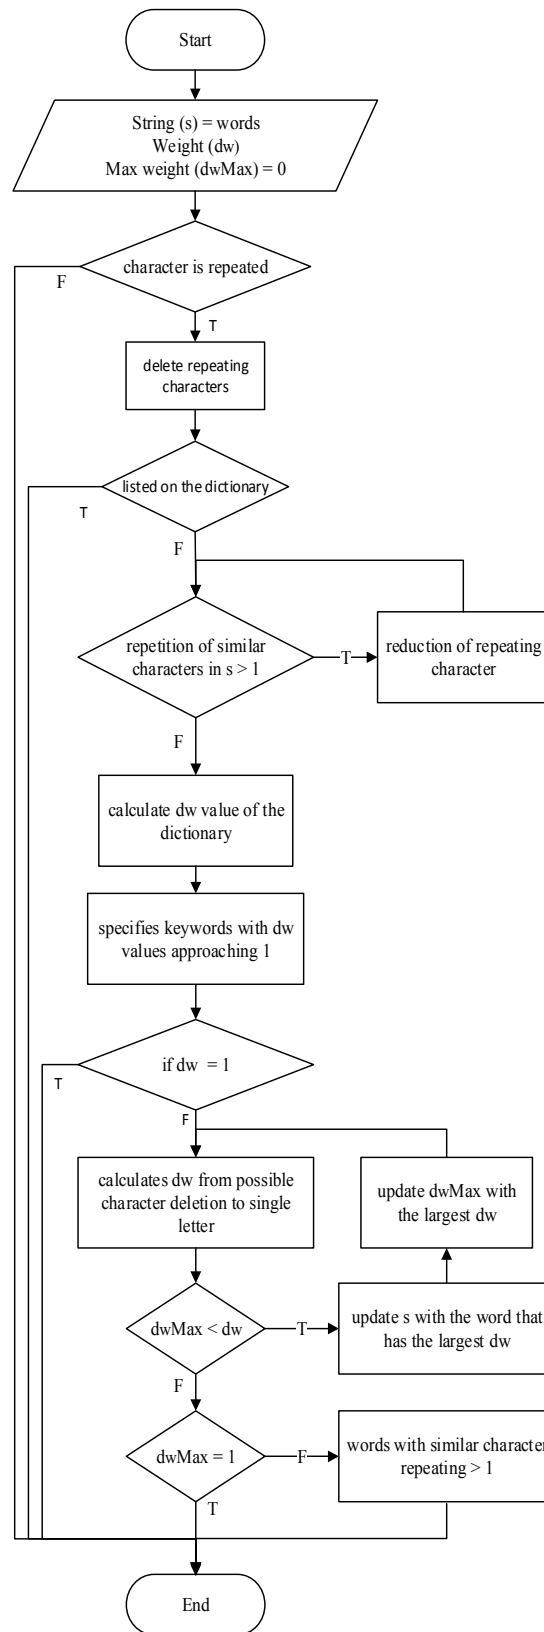 Start
String (s) = words
Weight (dw)
Max weight (dwMax) = 0
character is repeated
F
T
delete repeating
characters
listed on the dictionary
T
F
repetition of similar
characters in s > 1
T
reduction of repeating
character
F
calculate dw value of the
dictionary
specifies keywords with dw
values approaching 1
if dw = 1
T
F
calculates dw from possible
character deletion to single
letter
update dwMax with
the largest dw
dwMax < dw
T
update s with the word that
has the largest dw
F
dwMax = 1
F
words with similar character
repeating > 1
T
End